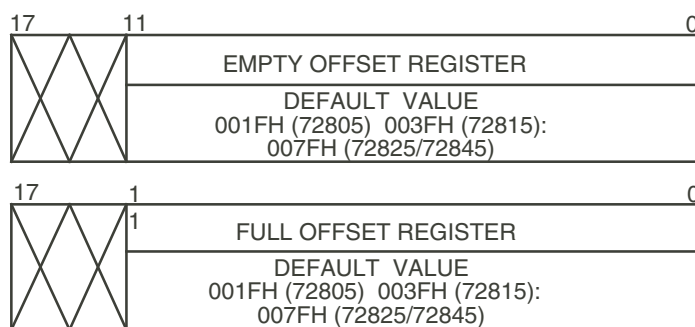 17 11 0
EMPTY OFFSET REGISTER
DEFAULT VALUE
001FH (72805) 003FH (72815):
007FH (72825/72845)
17 1 0
1
FULL OFFSET REGISTER
DEFAULT VALUE
001FH (72805) 003FH (72815):
007FH (72825/72845)